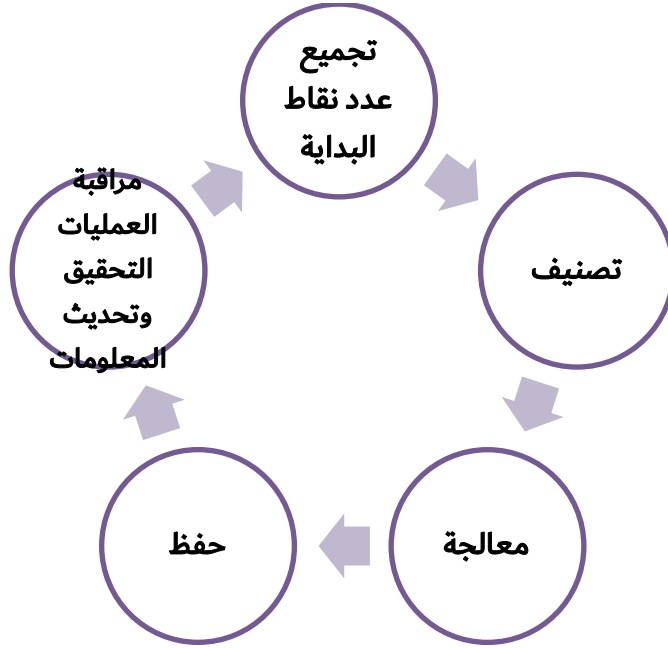 تجميع
عدد نقاط
البداية
تصنيف
معالجة
حفظ
مراقبة
العمليات
التحقيق
وتحديث
المعلومات